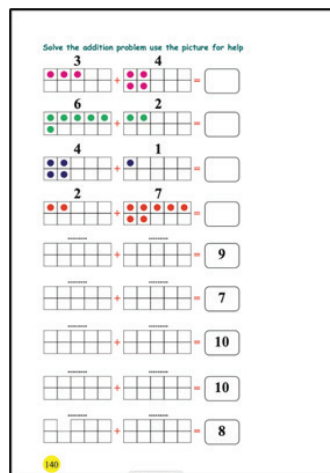 Solve the addition problem use the picture for help
3 4
+ =
6 2
+ =
4 1
+ =
2 7
+ =
.......... ..........
+ = 9
.......... ..........
+ = 7
.......... ..........
+ = 10
.......... ..........
+ = 10
.......... ..........
+ = 8
140